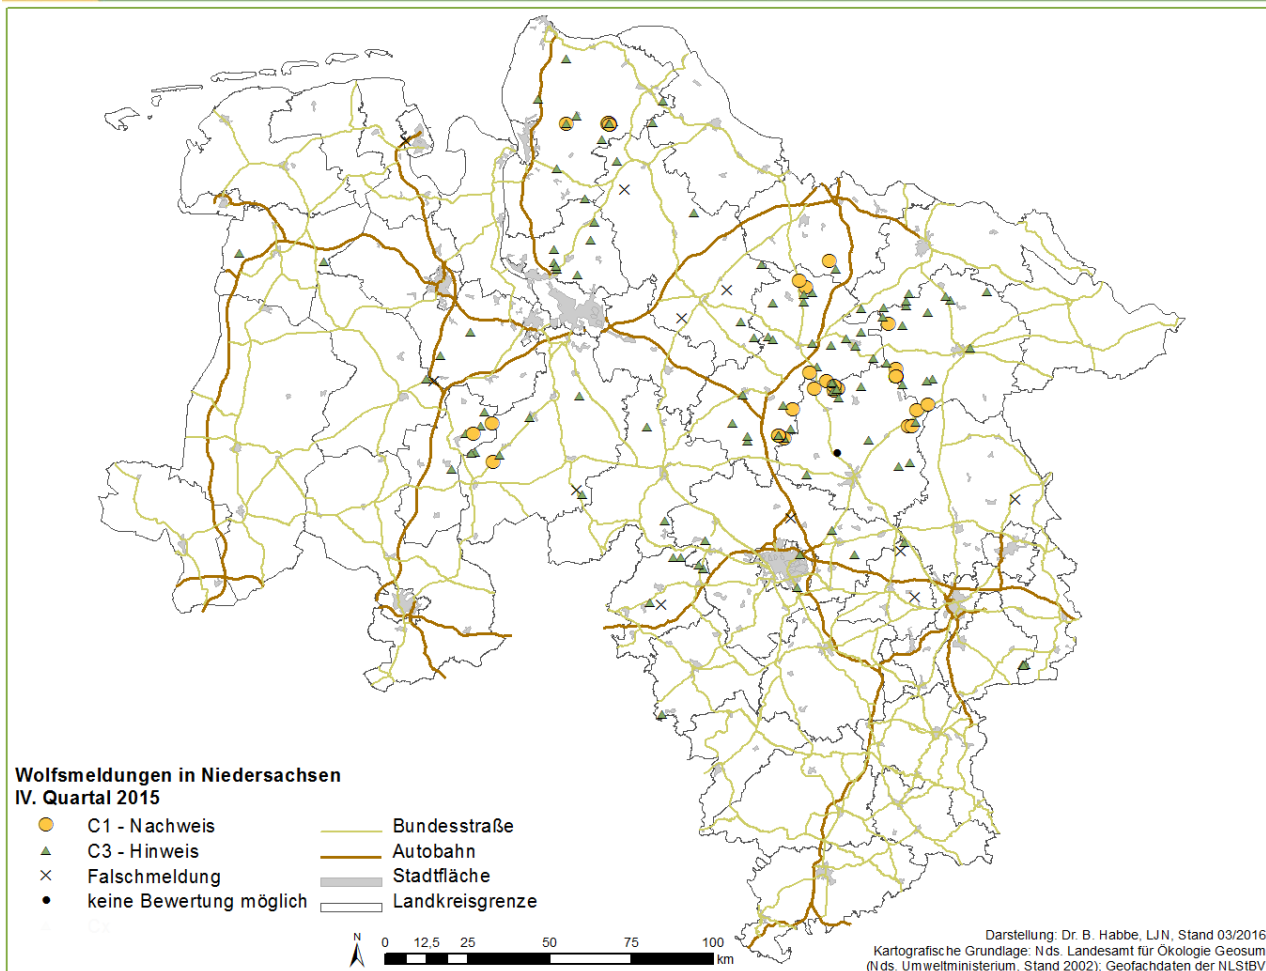 Wolfsmeldungen in Niedersachsen
IV. Quartal 2015
C1 - Nachweis
C3 - Hinweis
Falschmeldung
keine Bewertung möglich
Bundesstraße
Autobahn
Stadtfläche
Landkreisgrenze
N
0 12,5 25 50 75 100
km
Darstellung: Dr. B. Habbe, LJN, Stand 03/2016
Kartografische Grundlage: Nds. Landesamt für Ökologie Geosum
(Nds. Umweltministerium, Stand 2002); Geofachdaten der NLStBV